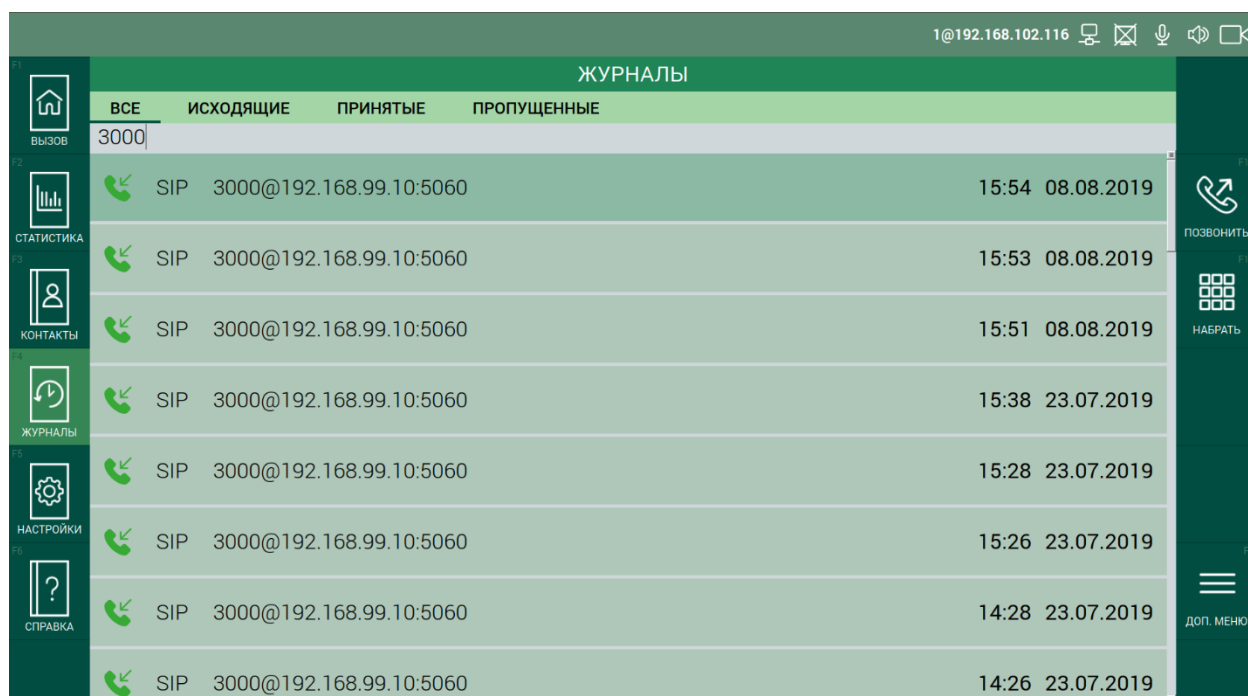 1@192.168.102.116
ЖУРНАЛЫ
ВСЕ ИСХОДЯЩИЕ ПРИНЯТЫЕ ПРОПУЩЕННЫЕ
3000
F1
ВЫЗОВ
F2
СТАТИСТИКА
F3
КОНТАКТЫ
F4
ЖУРНАЛЫ
F5
НАСТРОЙКИ
F6
СПРАВКА
SIP 3000@192.168.99.10:5060 15:54 08.08.2019
SIP 3000@192.168.99.10:5060 15:53 08.08.2019
SIP 3000@192.168.99.10:5060 15:51 08.08.2019
SIP 3000@192.168.99.10:5060 15:38 23.07.2019
SIP 3000@192.168.99.10:5060 15:28 23.07.2019
SIP 3000@192.168.99.10:5060 15:26 23.07.2019
SIP 3000@192.168.99.10:5060 14:28 23.07.2019
SIP 3000@192.168.99.10:5060 14:26 23.07.2019
ПОЗВОНИТЬ
НАБРАТЬ
ДОП. МЕНЮ